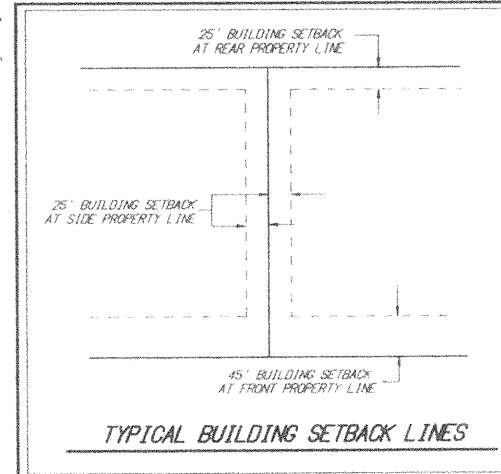 25' BUILDING SETBACK
AT REAR PROPERTY LINE
25' BUILDING SETBACK
AT SIDE PROPERTY LINE
45' BUILDING SETBACK
AT FRONT PROPERTY LINE
TYPICAL BUILDING SETBACK LINES